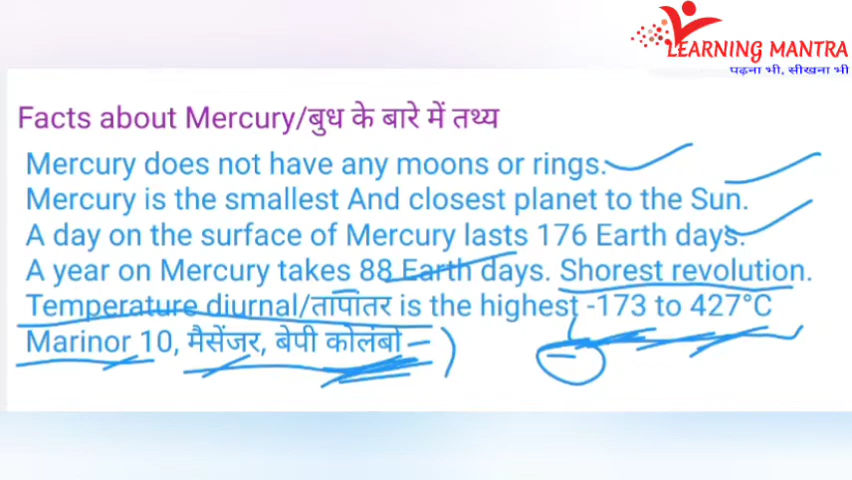 LEARNING MANTRA
पढ़ना भी, सीखना भी
Facts about Mercury/बुध के बारे में तथ्य
Mercury does not have any moons or rings.
Mercury is the smallest And closest planet to the Sun.
A day on the surface of Mercury lasts 176 Earth days.
A year on Mercury takes 88 Earth days. Shorest revolution.
Temperature diurnal/तापांतर is the highest -173 to 427°C
Marinor 10, मैसेंजर, बेपी कोलंबो